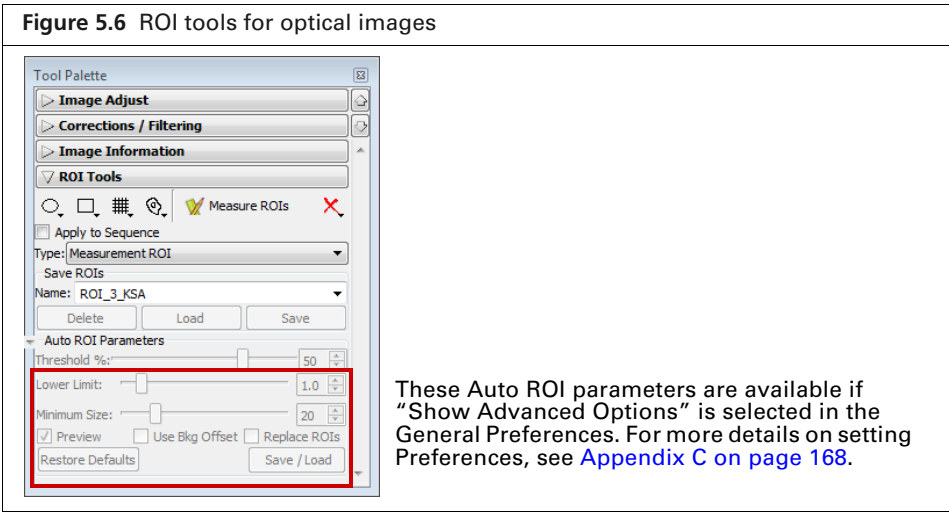 Figure 5.6 ROI tools for optical images
Tool Palette
Image Adjust
Corrections / Filtering
Image Information
ROI Tools
Measure ROIs
Apply to Sequence
Type: Measurement ROI
Save ROIs
Name: ROI_3_KSA
Delete Load Save
Auto ROI Parameters
Threshold %: 50
Lower Limit: 1.0
Minimum Size: 20
Preview Use Bkg Offset Replace ROIs
Restore Defaults Save / Load
These Auto ROI parameters are available if
“Show Advanced Options” is selected in the
General Preferences. For more details on setting
Preferences, see Appendix C on page 168.